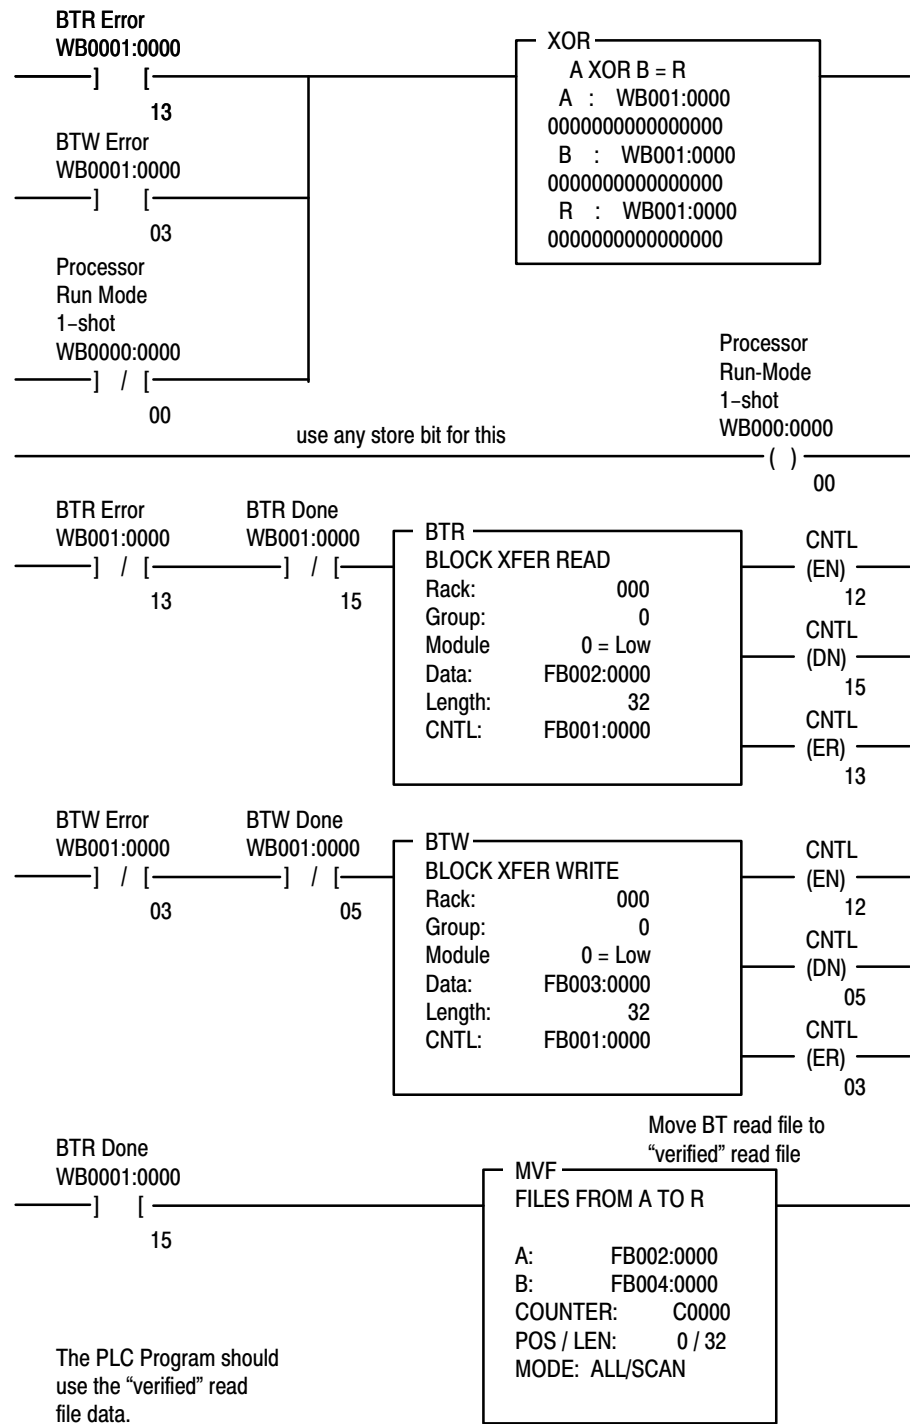 BTR Error
WB0001:0000
] [
13
BTW Error
WB0001:0000
] [
03
Processor
Run Mode
1–shot
WB0000:0000
] / [
00
XOR
A XOR B = R
A : WB001:0000
0000000000000000
B : WB001:0000
0000000000000000
R : WB001:0000
0000000000000000
use any store bit for this
Processor
Run-Mode
1–shot
WB000:0000
( )
00
BTR Error
WB001:0000
] / [
13
BTR Done
WB001:0000
] / [
15
BTR
BLOCK XFER READ
Rack: 000
Group: 0
Module 0 = Low
Data: FB002:0000
Length: 32
CNTL: FB001:0000
CNTL
(EN)
12
CNTL
(DN)
15
CNTL
(ER)
13
BTW Error
WB001:0000
] / [
03
BTW Done
WB001:0000
] / [
05
BTW
BLOCK XFER WRITE
Rack: 000
Group: 0
Module 0 = Low
Data: FB003:0000
Length: 32
CNTL: FB001:0000
CNTL
(EN)
12
CNTL
(DN)
05
CNTL
(ER)
03
BTR Done
WB0001:0000
] [
15
Move BT read file to
“verified” read file
MVF
FILES FROM A TO R
A: FB002:0000
B: FB004:0000
COUNTER: C0000
POS / LEN: 0 / 32
MODE: ALL/SCAN
The PLC Program should
use the “verified” read
file data.